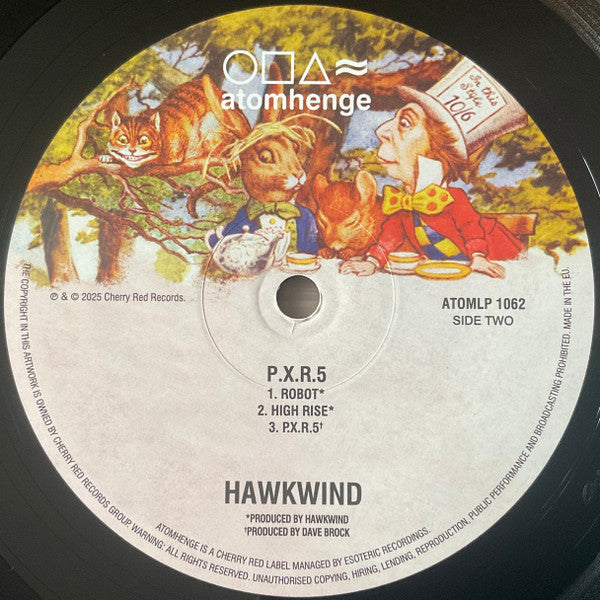 atomhenge
In this
Style
10/6
℗ & © 2025 Cherry Red Records.
ATOMLP 1062
SIDE TWO
P.X.R.5
1. ROBOT*
2. HIGH RISE*
3. P.X.R.5†
HAWKWIND
*PRODUCED BY HAWKWIND
†PRODUCED BY DAVE BROCK
ATOMHENGE IS A CHERRY RED LABEL MANAGED BY ESOTERIC RECORDINGS.
THE COPYRIGHT IN THIS ARTWORK IS OWNED BY CHERRY RED RECORDS GROUP. WARNING: ALL RIGHTS RESERVED. UNAUTHORISED COPYING, HIRING, LENDING, REPRODUCTION, PUBLIC PERFORMANCE AND BROADCASTING PROHIBITED. MADE IN THE EU.